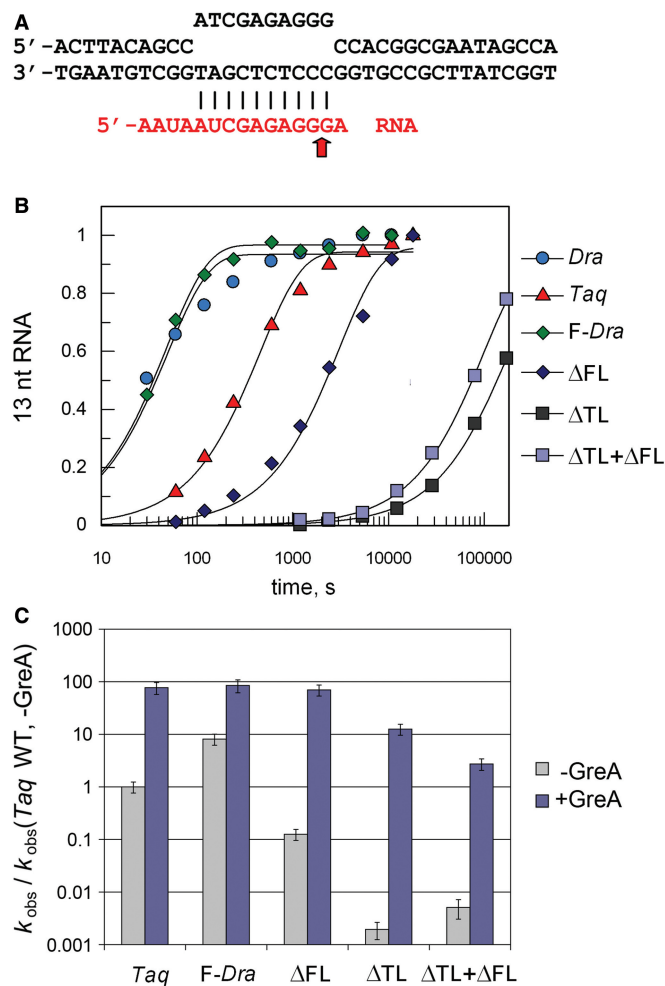 A
ATCGAGAGGG
5'-ACTTACAGCC CCACGGCGAATAGCCA
3'-TGAATGTCGGTAGCTCTCCCGGTGCCGCTTATCGGT
5'-AAUAAUCGAGAGGGA RNA
B
13 nt RNA
1
0.8
0.6
0.4
0.2
0
10 100 1000 10000 100000
time, s
Dra
Taq
F-Dra
ΔFL
ΔTL
ΔTL+ΔFL
C
k obs / k obs (Taq WT, -GreA)
1000
100
10
1
0.1
0.01
0.001
Taq F-Dra ΔFL ΔTL ΔTL+ΔFL
-GreA
+GreA